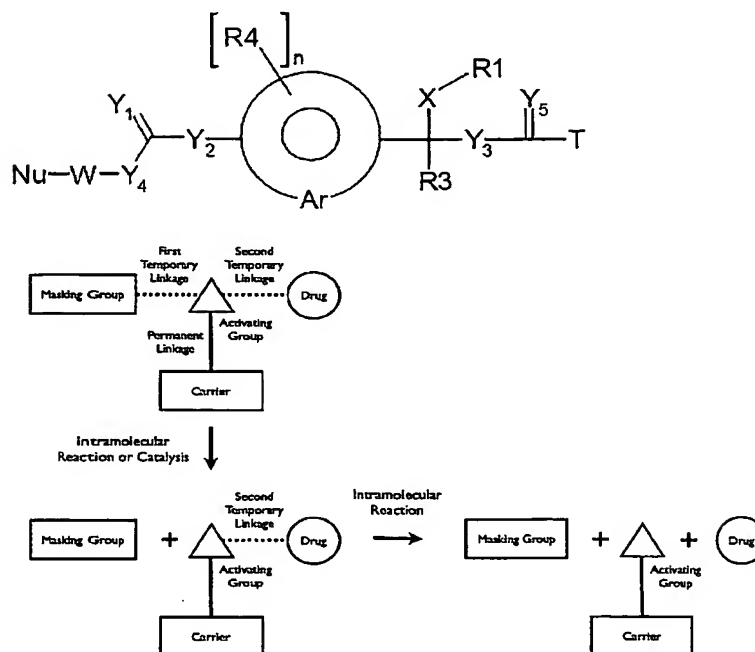 [R4]n
R1
Y1
X
Y5
Y2
Y3
T
Nu-W-Y4
R3
Ar
First
Temporary
Linkage
Second
Temporary
Linkage
Masking Group
Drug
Permanent
Linkage
Activating
Group
Carrier
Intramolecular
Reaction or Catalysis
Masking Group
+
Second
Temporary
Linkage
Drug
Activating
Group
Carrier
Intramolecular
Reaction
Masking Group
+
+
Drug
Activating
Group
Carrier